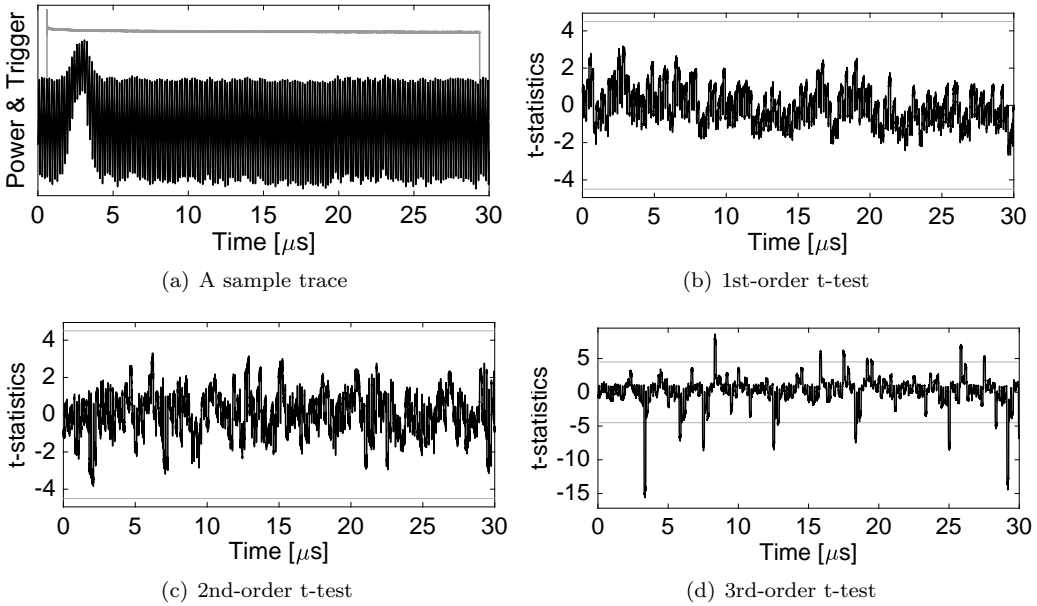 Power & Trigger
0 5 10 15 20 25 30
Time [μs]
(a) A sample trace
t-statistics
4
2
0
-2
-4
0 5 10 15 20 25 30
Time [μs]
(b) 1st-order t-test
t-statistics
4
2
0
-2
-4
0 5 10 15 20 25 30
Time [μs]
(c) 2nd-order t-test
t-statistics
5
0
-5
-10
-15
0 5 10 15 20 25 30
Time [μs]
(d) 3rd-order t-test